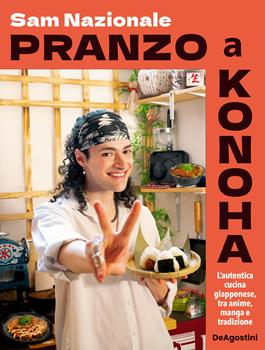 Sam Nazionale
PRANZO a
KONOHA
L'autentica
cucina
giapponese,
tra anime,
manga e
tradizione
DeAgostini